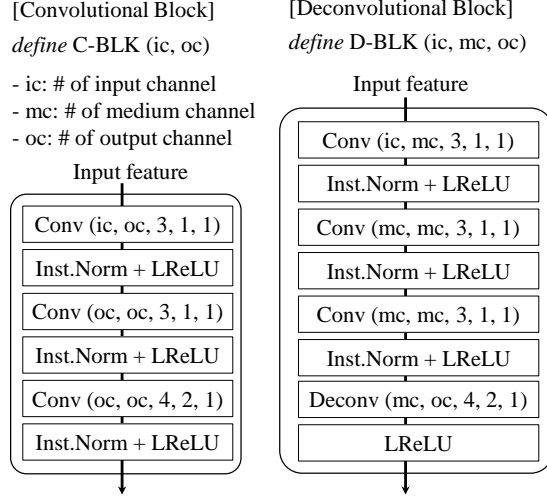 [Convolutional Block]
define C-BLK (ic, oc)
- ic: # of input channel
- mc: # of medium channel
- oc: # of output channel
Input feature
Conv (ic, oc, 3, 1, 1)
Inst.Norm + LReLU
Conv (oc, oc, 3, 1, 1)
Inst.Norm + LReLU
Conv (oc, oc, 4, 2, 1)
Inst.Norm + LReLU
[Deconvolutional Block]
define D-BLK (ic, mc, oc)
Input feature
Conv (ic, mc, 3, 1, 1)
Inst.Norm + LReLU
Conv (mc, mc, 3, 1, 1)
Inst.Norm + LReLU
Conv (mc, mc, 3, 1, 1)
Inst.Norm + LReLU
Deconv (mc, oc, 4, 2, 1)
LReLU